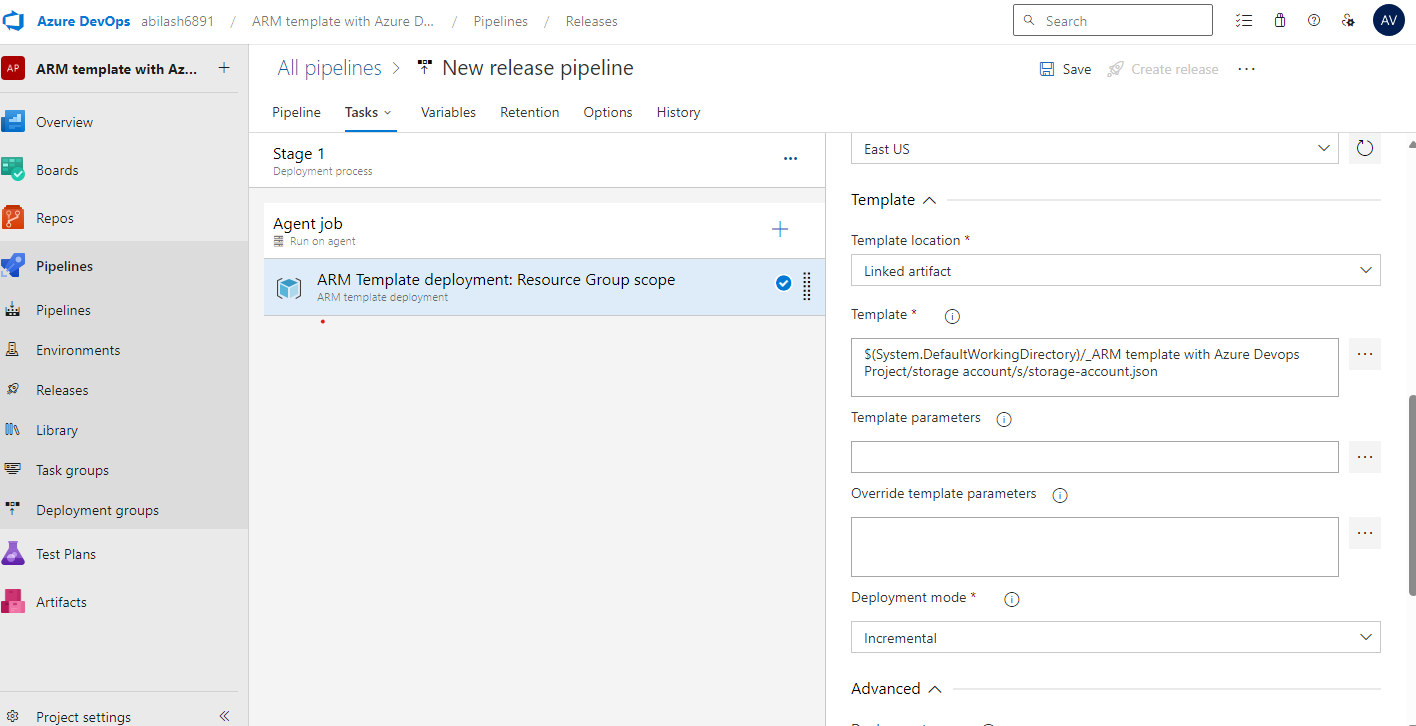 Azure DevOps abilash6891 / ARM template with Azure D... / Pipelines / Releases
Search
AV
AP ARM template with Az...
Overview
Boards
Repos
Pipelines
Pipelines
Environments
Releases
Library
Task groups
Deployment groups
Test Plans
Artifacts
Project settings
All pipelines > New release pipeline
Save Create release
Pipeline Tasks Variables Retention Options History
Stage 1
Deployment process
Agent job
Run on agent
ARM Template deployment: Resource Group scope
ARM template deployment
East US
Template
Template location *
Linked artifact
Template *
$(System.DefaultWorkingDirectory)/_ARM template with Azure Devops
Project/storage account/s/storage-account.json
Template parameters
Override template parameters
Deployment mode *
Incremental
Advanced